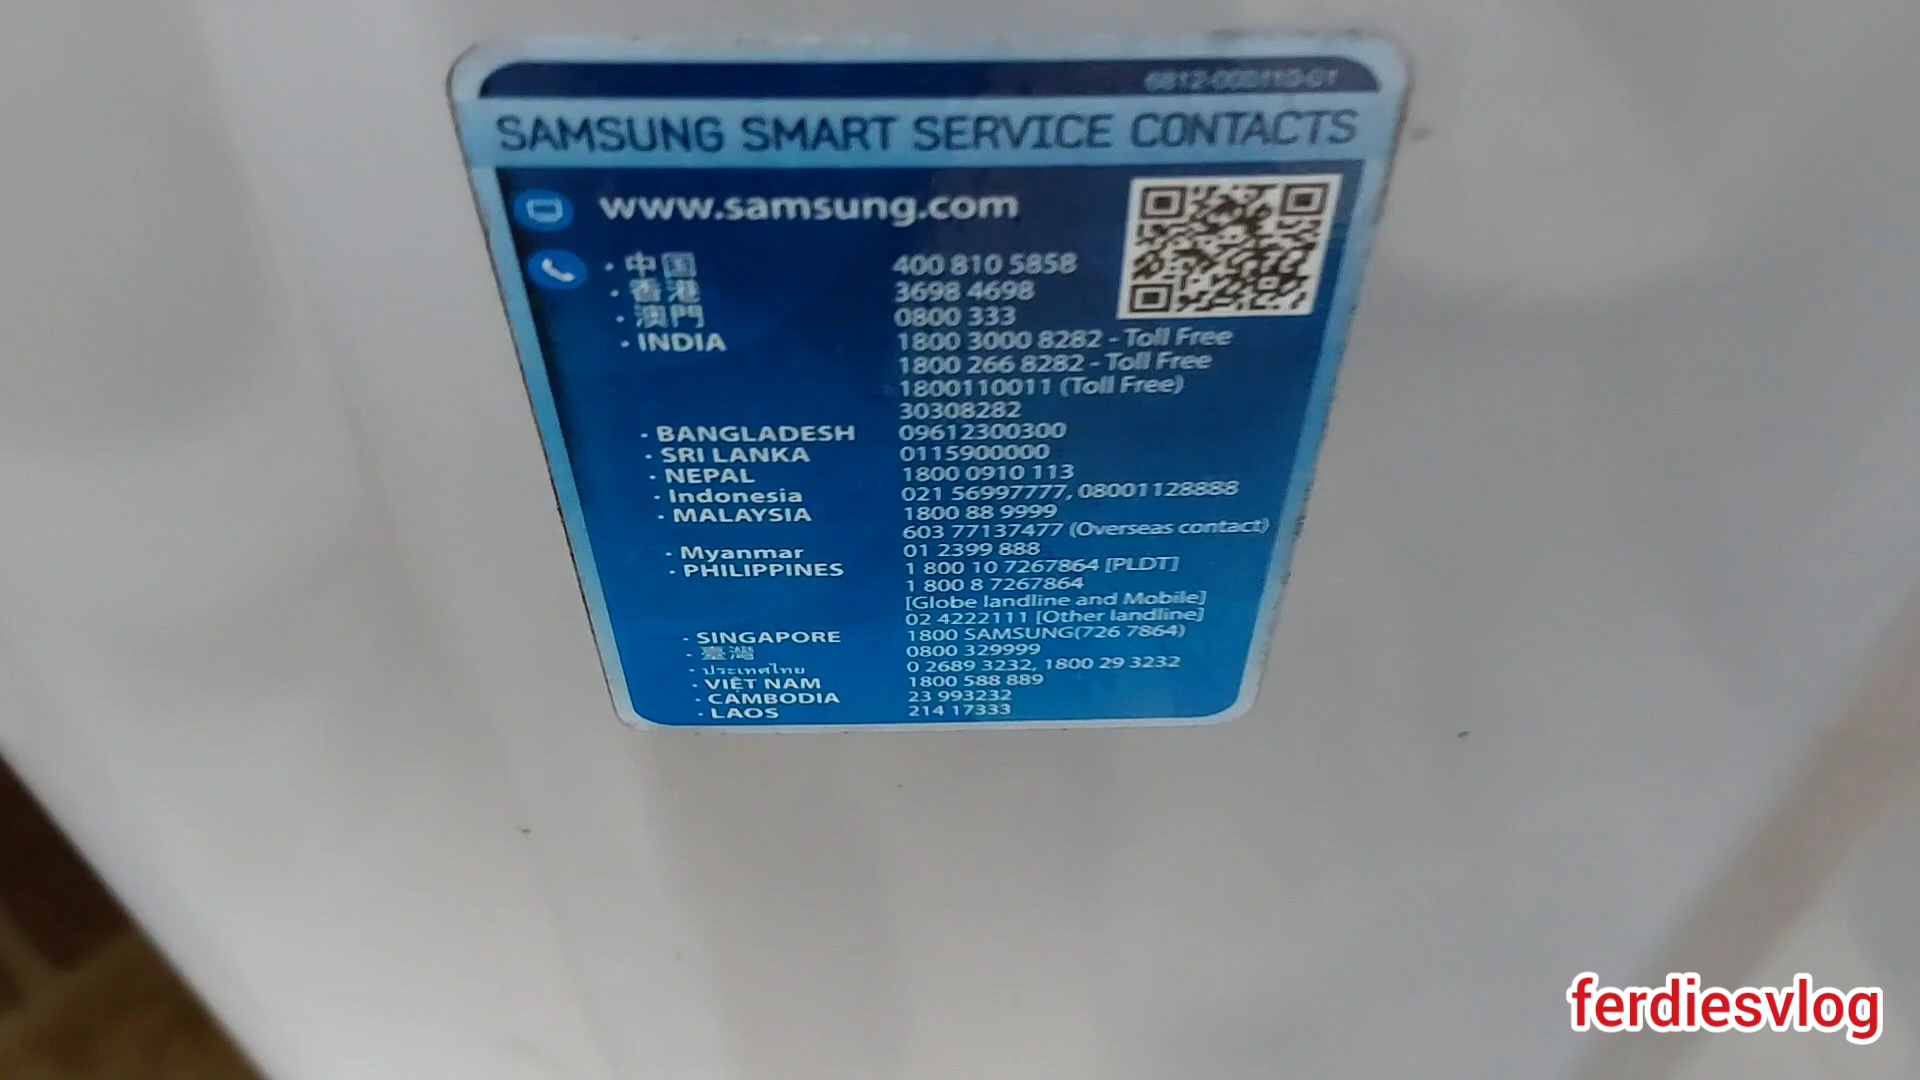 SAMSUNG SMART SERVICE CONTACTS
www.samsung.com
· 中国 400 810 5858
· 香港 3698 4698
· 澳門 0800 333
· INDIA 1800 3000 8282 - Toll Free
1800 266 8282 - Toll Free
1800110011 (Toll Free)
30308282
· BANGLADESH 09612300300
· SRI LANKA 0115900000
· NEPAL 1800 0910 113
· Indonesia 021 56997777, 08001128888
· MALAYSIA 1800 88 9999
603 77137477 (Overseas contact)
· Myanmar 01 2399 888
· PHILIPPINES 1 800 10 7267864 [PLDT]
1 800 8 7267864
[Globe landline and Mobile]
02 4222111 [Other landline]
· SINGAPORE 1800 SAMSUNG(726 7864)
· 臺灣 0800 329999
· ประเทศไทย 0 2689 3232, 1800 29 3232
· VIỆT NAM 1800 588 889
· CAMBODIA 23 993232
· LAOS 214 17333
ferdiesvlog